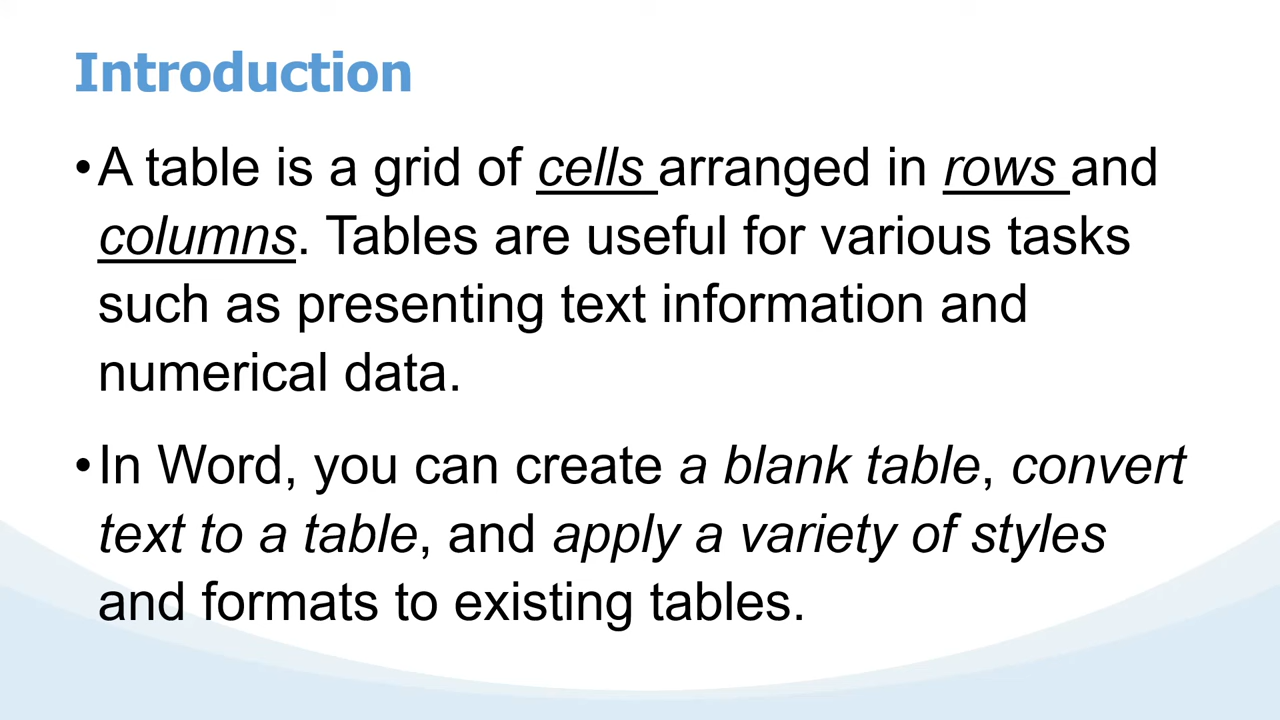 Introduction
•A table is a grid of cells arranged in rows and
columns. Tables are useful for various tasks
such as presenting text information and
numerical data.
•In Word, you can create a blank table, convert
text to a table, and apply a variety of styles
and formats to existing tables.